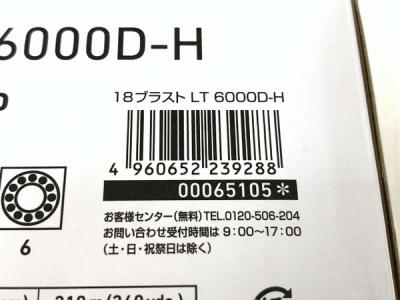 6000D-H
18ブラスト LT 6000D-H
4 960652 239288
00065105*
お客様センター(無料)TEL.0120-506-204
お問い合わせ受付時間は 9:00~17:00
(土・日・祝祭日は除く)
6